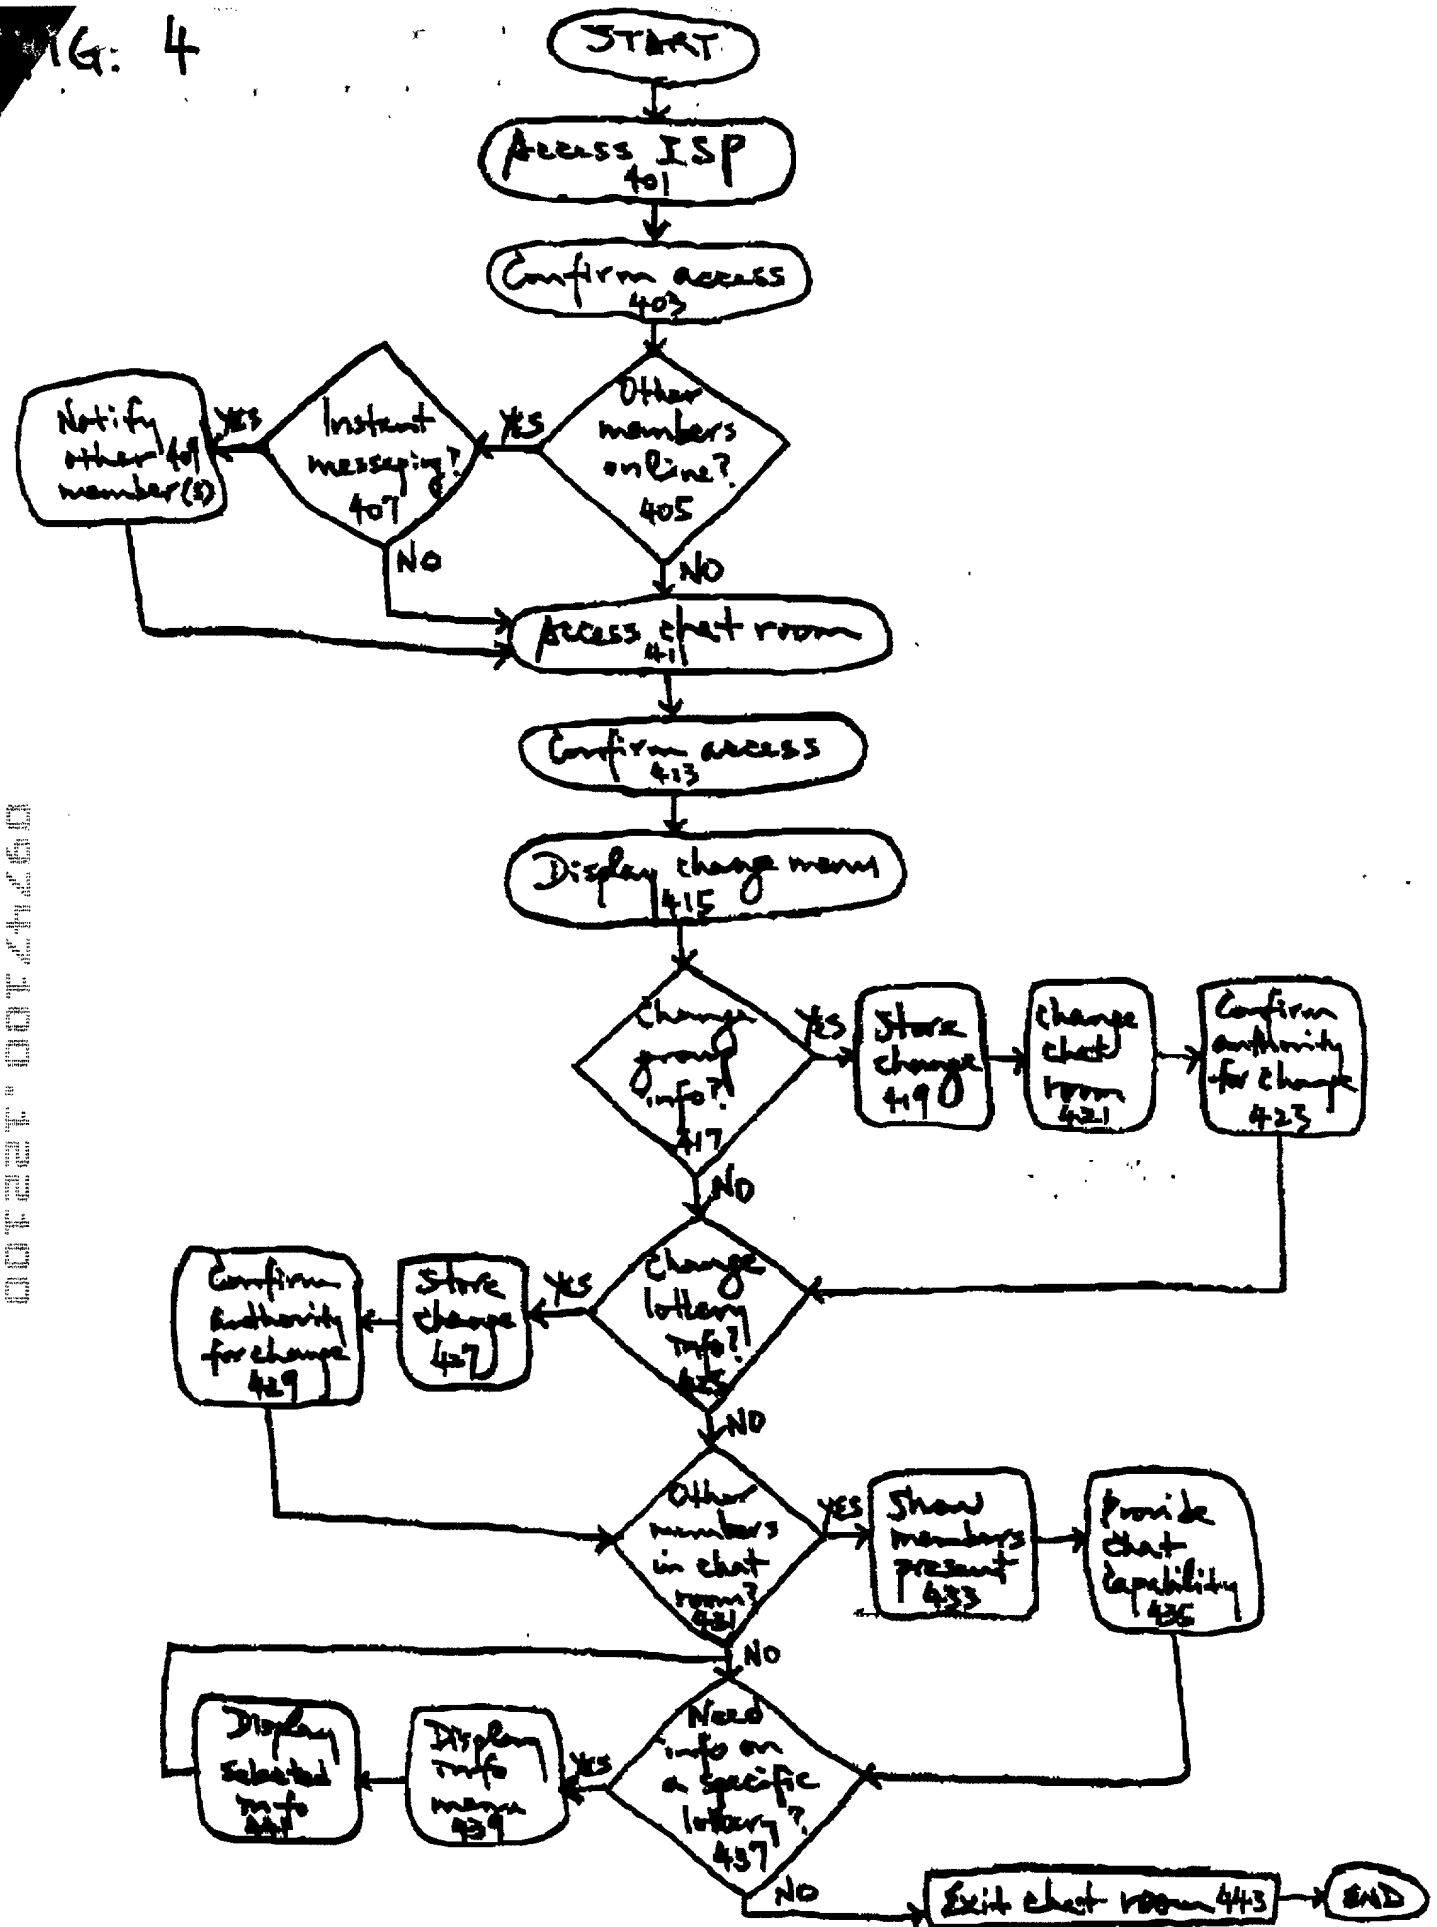 FIG. 4
START
Access ISP
401
Confirm access
403
Other
members
online?
405
YES
Instant
messaging?
407
YES
Notify
other 409
member(s)
NO
NO
Access chat room
411
Confirm access
413
Display change menu
415
Change
group
info?
417
YES
Store
change
419
Change
chat
room
421
Confirm
authority
for change
423
NO
Change
lottery
info?
425
YES
Store
change
427
Confirm
authority
for change
429
NO
Other
members
in chat
room?
431
YES
Show
members
present
433
Provide
chat
capability
435
NO
Need
info on
a specific
lottery?
437
YES
Display
info
menu
439
Display
selected
info
441
NO
Exit chat room 443
END